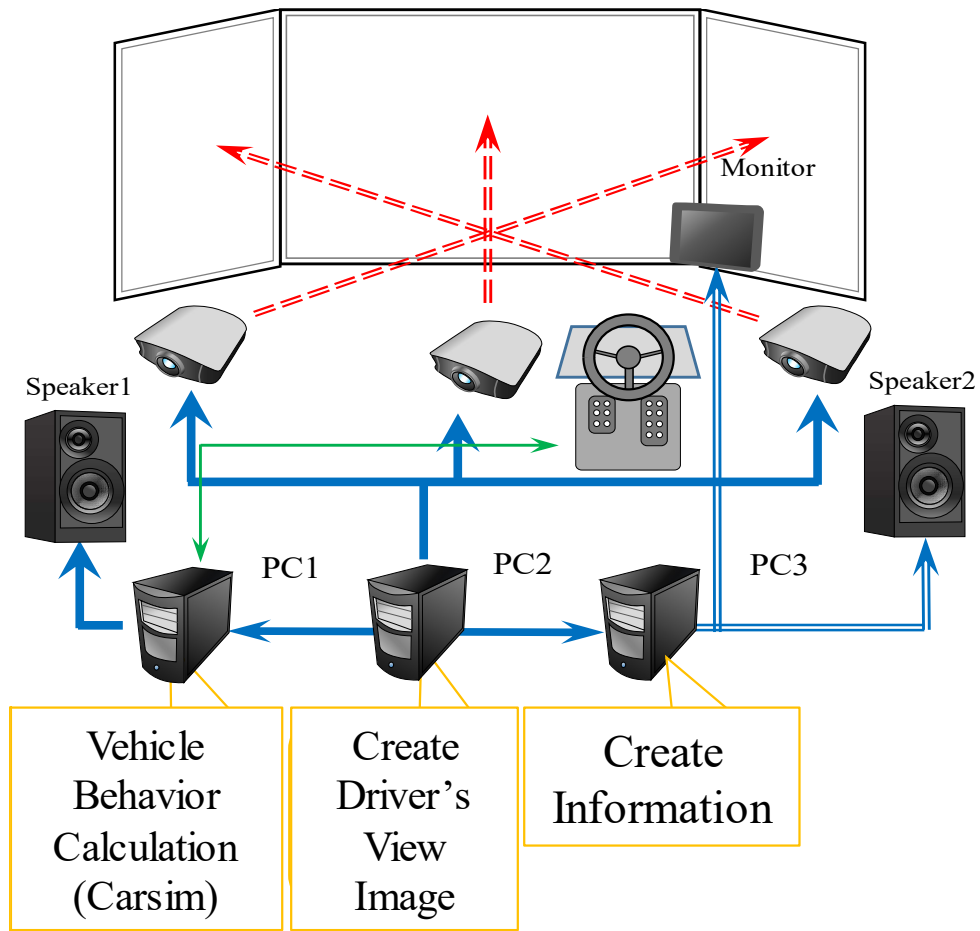 Monitor
Speaker1
Speaker2
PC1
PC2
PC3
Vehicle
Behavior
Calculation
(Carsim)
Create
Driver’s
View
Image
Create
Information